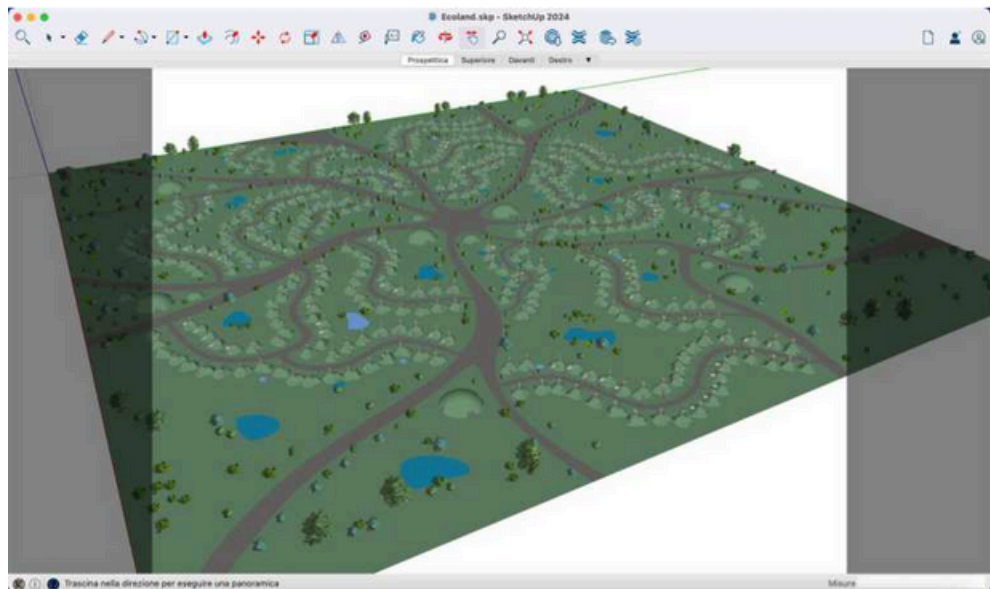 Ecoland.skp - SketchUp 2024
Prospettica Superiore Davanti Destro
Trascina nella direzione per eseguire una panoramica
Misure